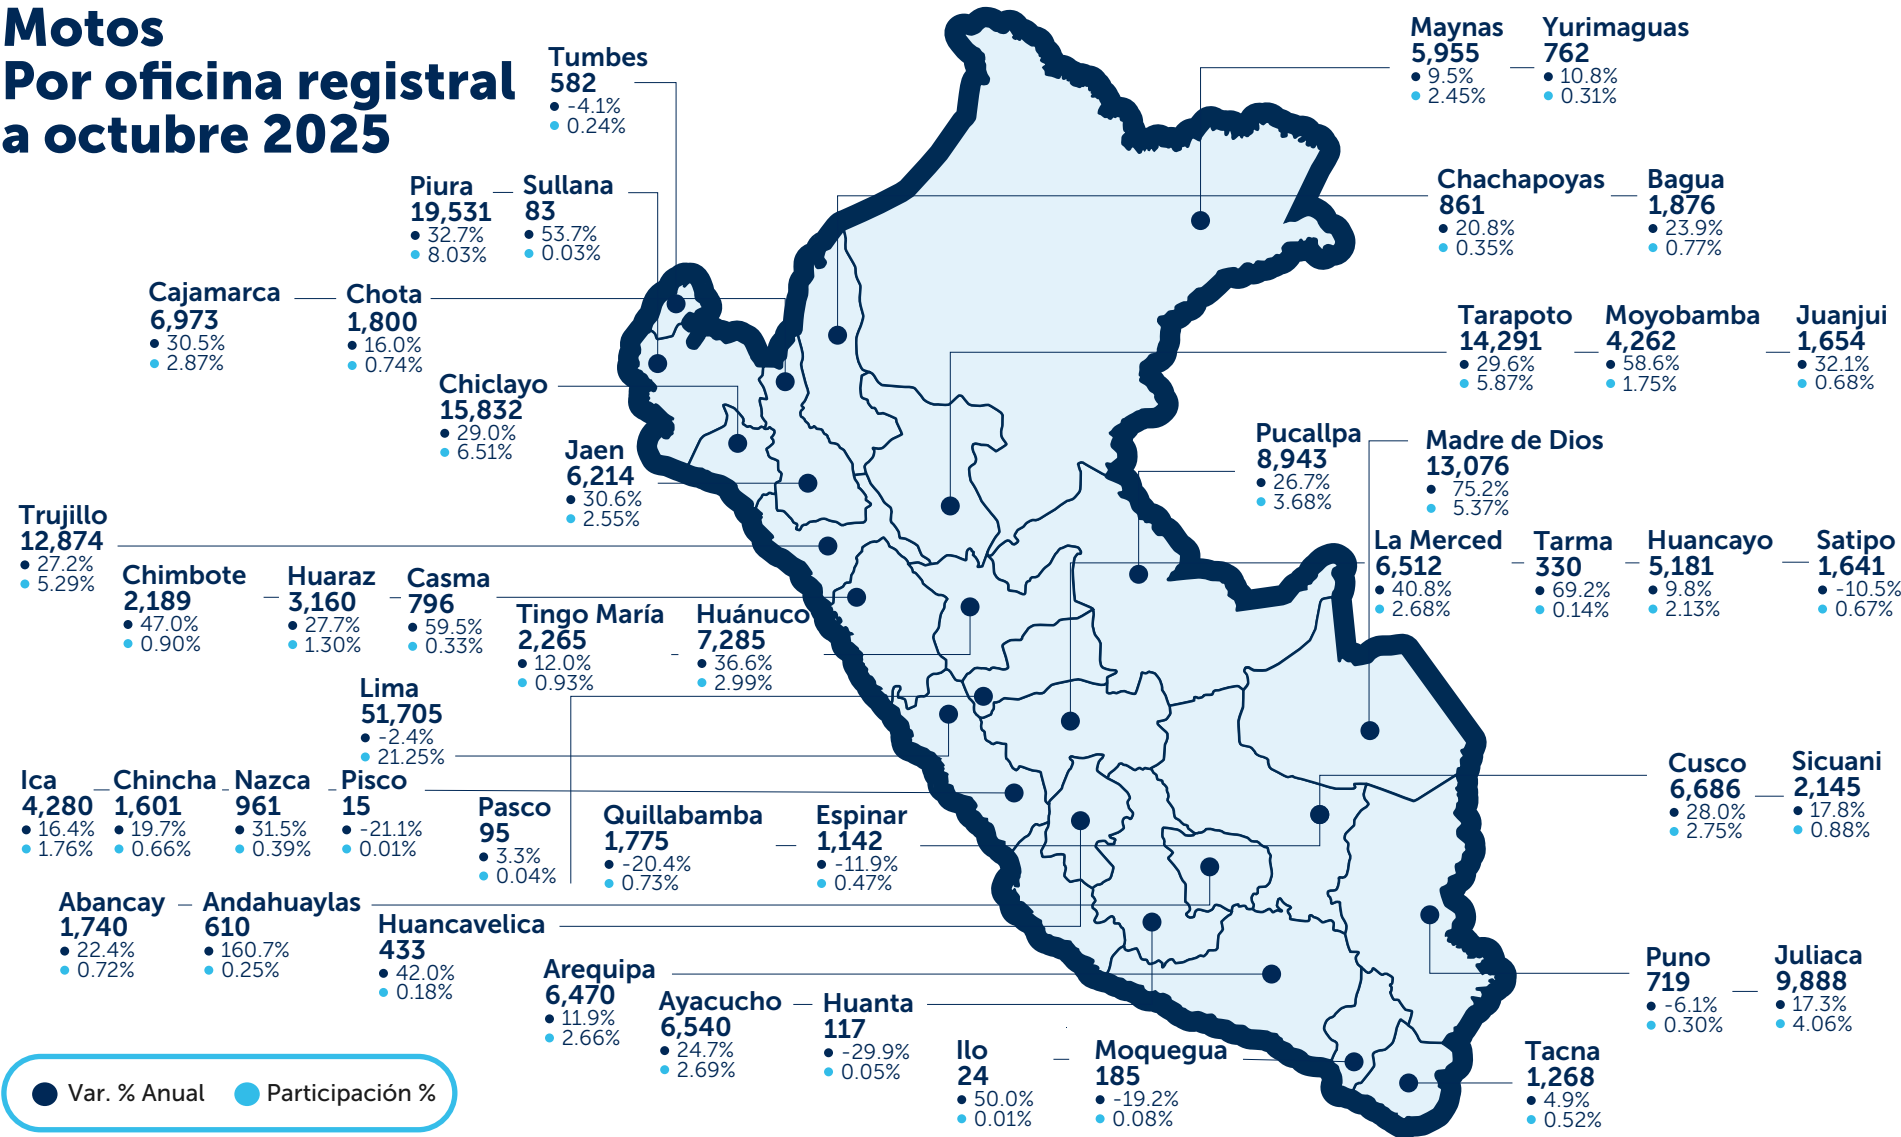 Motos
Por oficina registral
a octubre 2025
Tumbes
582
-4.1%
0.24%
Piura
19,531
32.7%
8.03%
Sullana
83
53.7%
0.03%
Cajamarca
6,973
30.5%
2.87%
Chota
1,800
16.0%
0.74%
Chiclayo
15,832
29.0%
6.51%
Jaen
6,214
30.6%
2.55%
Trujillo
12,874
27.2%
5.29%
Chimbote
2,189
47.0%
0.90%
Huaraz
3,160
27.7%
1.30%
Casma
796
59.5%
0.33%
Tingo María
2,265
12.0%
0.93%
Huánuco
7,285
36.6%
2.99%
Lima
51,705
-2.4%
21.25%
Ica
4,280
16.4%
1.76%
Chincha
1,601
19.7%
0.66%
Nazca
961
31.5%
0.39%
Pisco
15
-21.1%
0.01%
Pasco
95
3.3%
0.04%
Quillabamba
1,775
-20.4%
0.73%
Espinar
1,142
-11.9%
0.47%
Abancay
1,740
22.4%
0.72%
Andahuaylas
610
160.7%
0.25%
Huancavelica
433
42.0%
0.18%
Arequipa
6,470
11.9%
2.66%
Ayacucho
6,540
24.7%
2.69%
Huanta
117
-29.9%
0.05%
Ilo
24
50.0%
0.01%
Moquegua
185
-19.2%
0.08%
Maynas
5,955
9.5%
2.45%
Yurimaguas
762
10.8%
0.31%
Chachapoyas
861
20.8%
0.35%
Bagua
1,876
23.9%
0.77%
Tarapoto
14,291
29.6%
5.87%
Moyobamba
4,262
58.6%
1.75%
Juanjui
1,654
32.1%
0.68%
Pucallpa
8,943
26.7%
3.68%
Madre de Dios
13,076
75.2%
5.37%
La Merced
6,512
40.8%
2.68%
Tarma
330
69.2%
0.14%
Huancayo
5,181
9.8%
2.13%
Satipo
1,641
-10.5%
0.67%
Cusco
6,686
28.0%
2.75%
Sicuani
2,145
17.8%
0.88%
Puno
719
-6.1%
0.30%
Juliaca
9,888
17.3%
4.06%
Tacna
1,268
4.9%
0.52%
Var. % Anual
Participación %